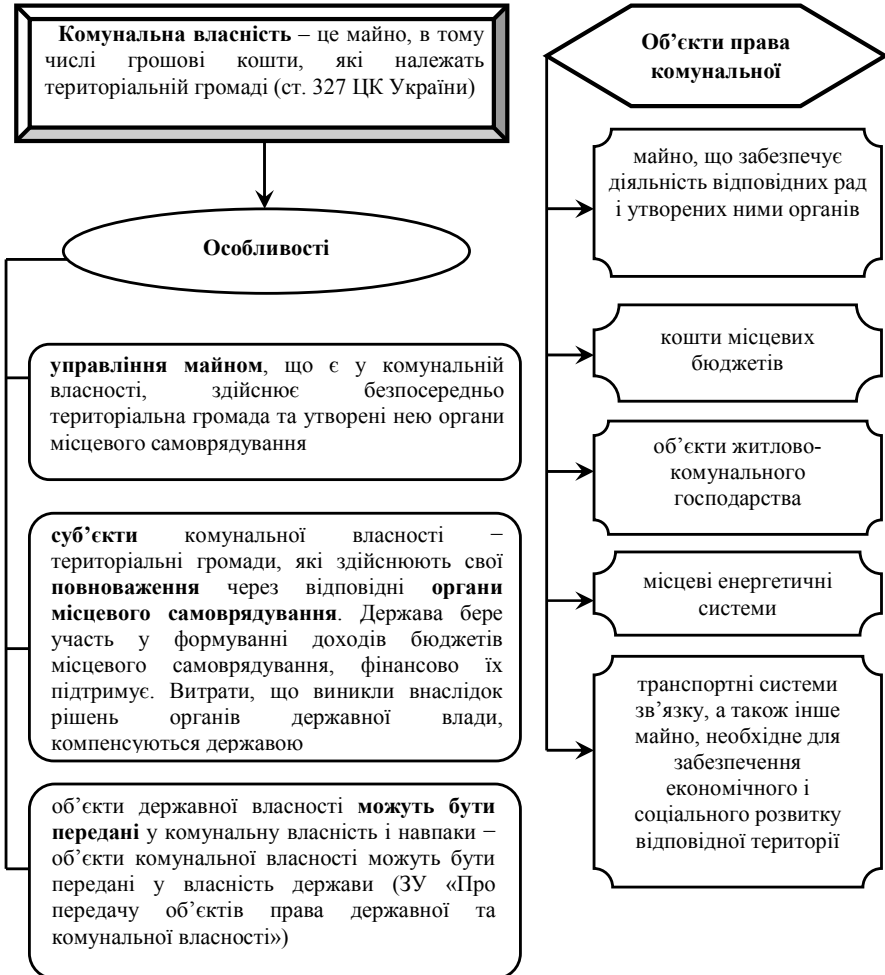 Комунальна власність – це майно, в тому
числі грошові кошти, які належать
територіальній громаді (ст. 327 ЦК України)
Особливості
управління майном, що є у комунальній
власності, здійснює безпосередньо
територіальна громада та утворені нею органи
місцевого самоврядування
суб’єкти комунальної власності −
територіальні громади, які здійснюють свої
повноваження через відповідні органи
місцевого самоврядування. Держава бере
участь у формуванні доходів бюджетів
місцевого самоврядування, фінансово їх
підтримує. Витрати, що виникли внаслідок
рішень органів державної влади,
компенсуються державою
об’єкти державної власності можуть бути
передані у комунальну власність і навпаки −
об’єкти комунальної власності можуть бути
передані у власність держави (ЗУ «Про
передачу об’єктів права державної та
комунальної власності»)
Об’єкти права
комунальної
майно, що забезпечує
діяльність відповідних рад
і утворених ними органів
кошти місцевих
бюджетів
об’єкти житлово-
комунального
господарства
місцеві енергетичні
системи
транспортні системи
зв’язку, а також інше
майно, необхідне для
забезпечення
економічного і
соціального розвитку
відповідної території